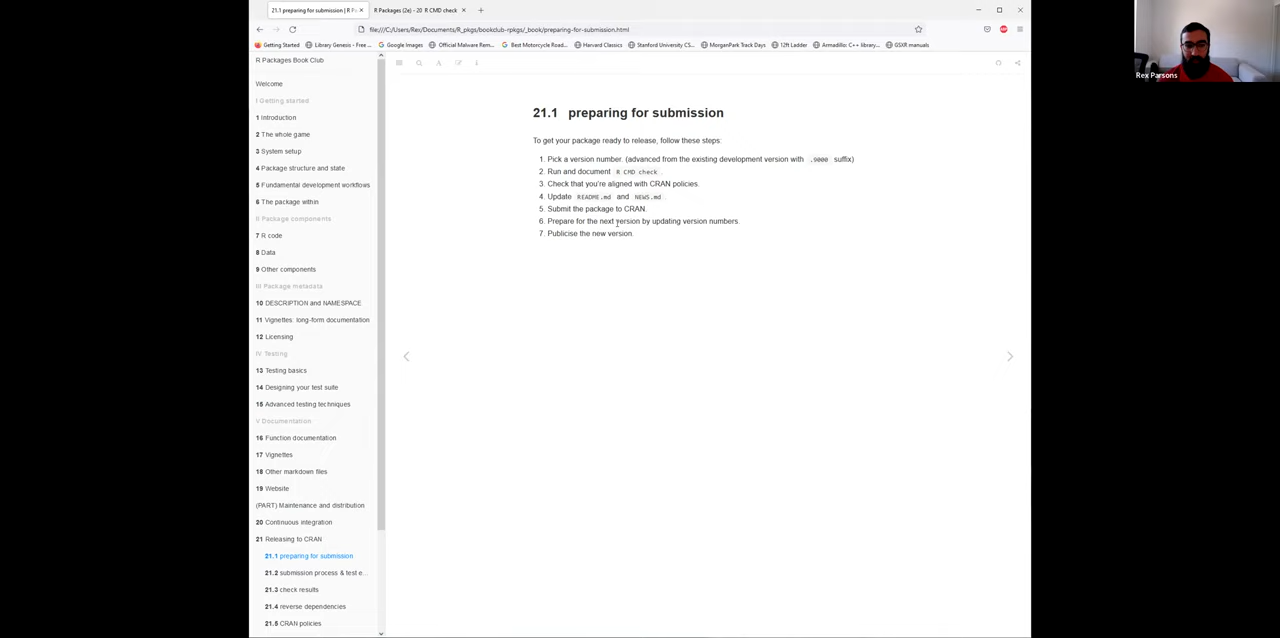 21.1 preparing for submission | R P
R Packages (2e) - 20 R CMD check
file:///C:/Users/Rex/Documents/R_pkgs/bookclub-rpkgs/_book/preparing-for-submission.html
Getting Started Library Genesis - Free ... Google Images Official Malware Rem... Best Motorcycle Road... Harvard Classics Stanford University CS... MorganPark Track Days 12ft Ladder Armadillo: C++ library... GSXR manuals
Rex Parsons
R Packages Book Club
Welcome
I Getting started
1 Introduction
2 The whole game
3 System setup
4 Package structure and state
5 Fundamental development workflows
6 The package within
II Package components
7 R code
8 Data
9 Other components
III Package metadata
10 DESCRIPTION and NAMESPACE
11 Vignettes: long-form documentation
12 Licensing
IV Testing
13 Testing basics
14 Designing your test suite
15 Advanced testing techniques
V Documentation
16 Function documentation
17 Vignettes
18 Other markdown files
19 Website
(PART) Maintenance and distribution
20 Continuous integration
21 Releasing to CRAN
21.1 preparing for submission
21.2 submission process & test e...
21.3 check results
21.4 reverse dependencies
21.5 CRAN policies
21.1 preparing for submission
To get your package ready to release, follow these steps:
1. Pick a version number. (advanced from the existing development version with .9000 suffix)
2. Run and document R CMD check .
3. Check that you're aligned with CRAN policies.
4. Update README.md and NEWS.md .
5. Submit the package to CRAN.
6. Prepare for the next version by updating version numbers.
7. Publicise the new version.